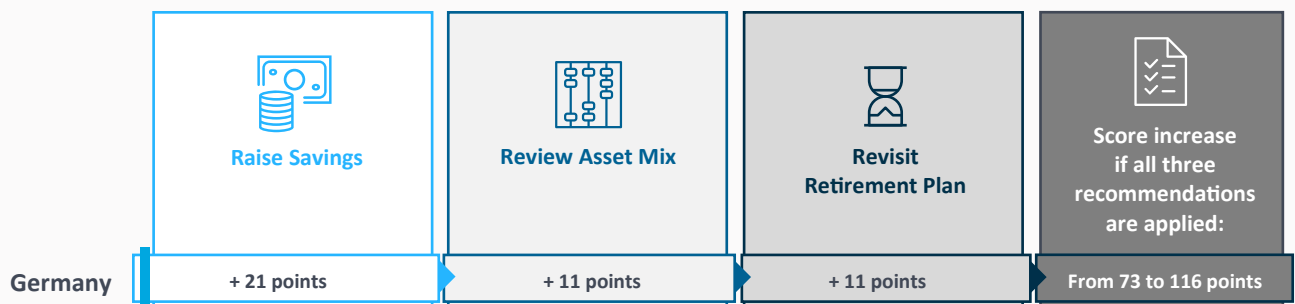 Raise Savings
Review Asset Mix
Revisit
Retirement Plan
Score increase
if all three
recommendations
are applied:
Germany
+ 21 points
+ 11 points
+ 11 points
From 73 to 116 points